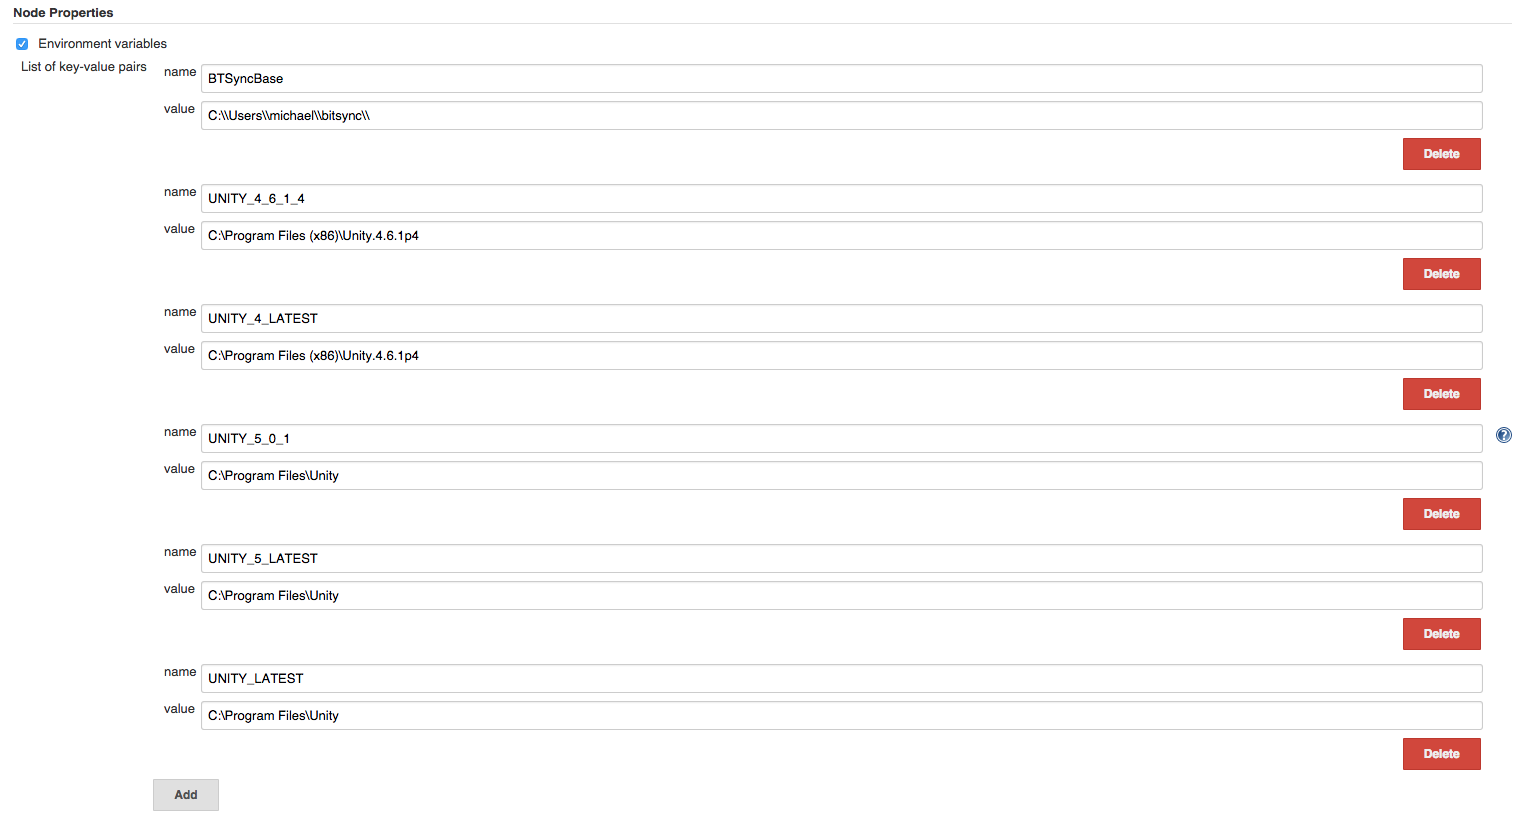 Node Properties
Environment variables
List of key-value pairs
name
BTSyncBase
value
C:\\Users\\michael\\bitsync\\
Delete
name
UNITY_4_6_1_4
value
C:\Program Files (x86)\Unity.4.6.1p4
Delete
name
UNITY_4_LATEST
value
C:\Program Files (x86)\Unity.4.6.1p4
Delete
name
UNITY_5_0_1
?
value
C:\Program Files\Unity
Delete
name
UNITY_5_LATEST
value
C:\Program Files\Unity
Delete
name
UNITY_LATEST
value
C:\Program Files\Unity
Delete
Add